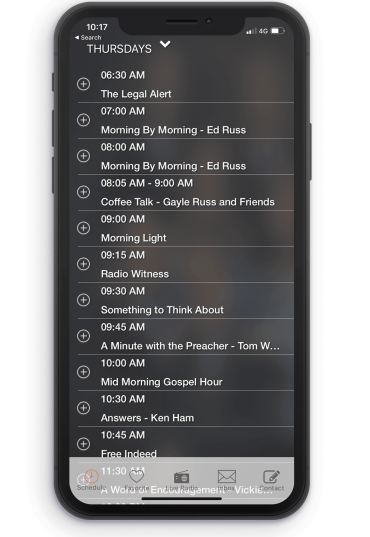 10:17
4G
Search
THURSDAYS
06:30 AM
The Legal Alert
07:00 AM
Morning By Morning - Ed Russ
08:00 AM
Morning By Morning - Ed Russ
08:05 AM - 9:00 AM
Coffee Talk - Gayle Russ and Friends
09:00 AM
Morning Light
09:15 AM
Radio Witness
09:30 AM
Something to Think About
09:45 AM
A Minute with the Preacher - Tom W...
10:00 AM
Mid Morning Gospel Hour
10:30 AM
Answers - Ken Ham
10:45 AM
Free Indeed
11:30 AM
A Word of Encouragement - Vickie...
Schedule Favorite Live Radio Inbox Contact